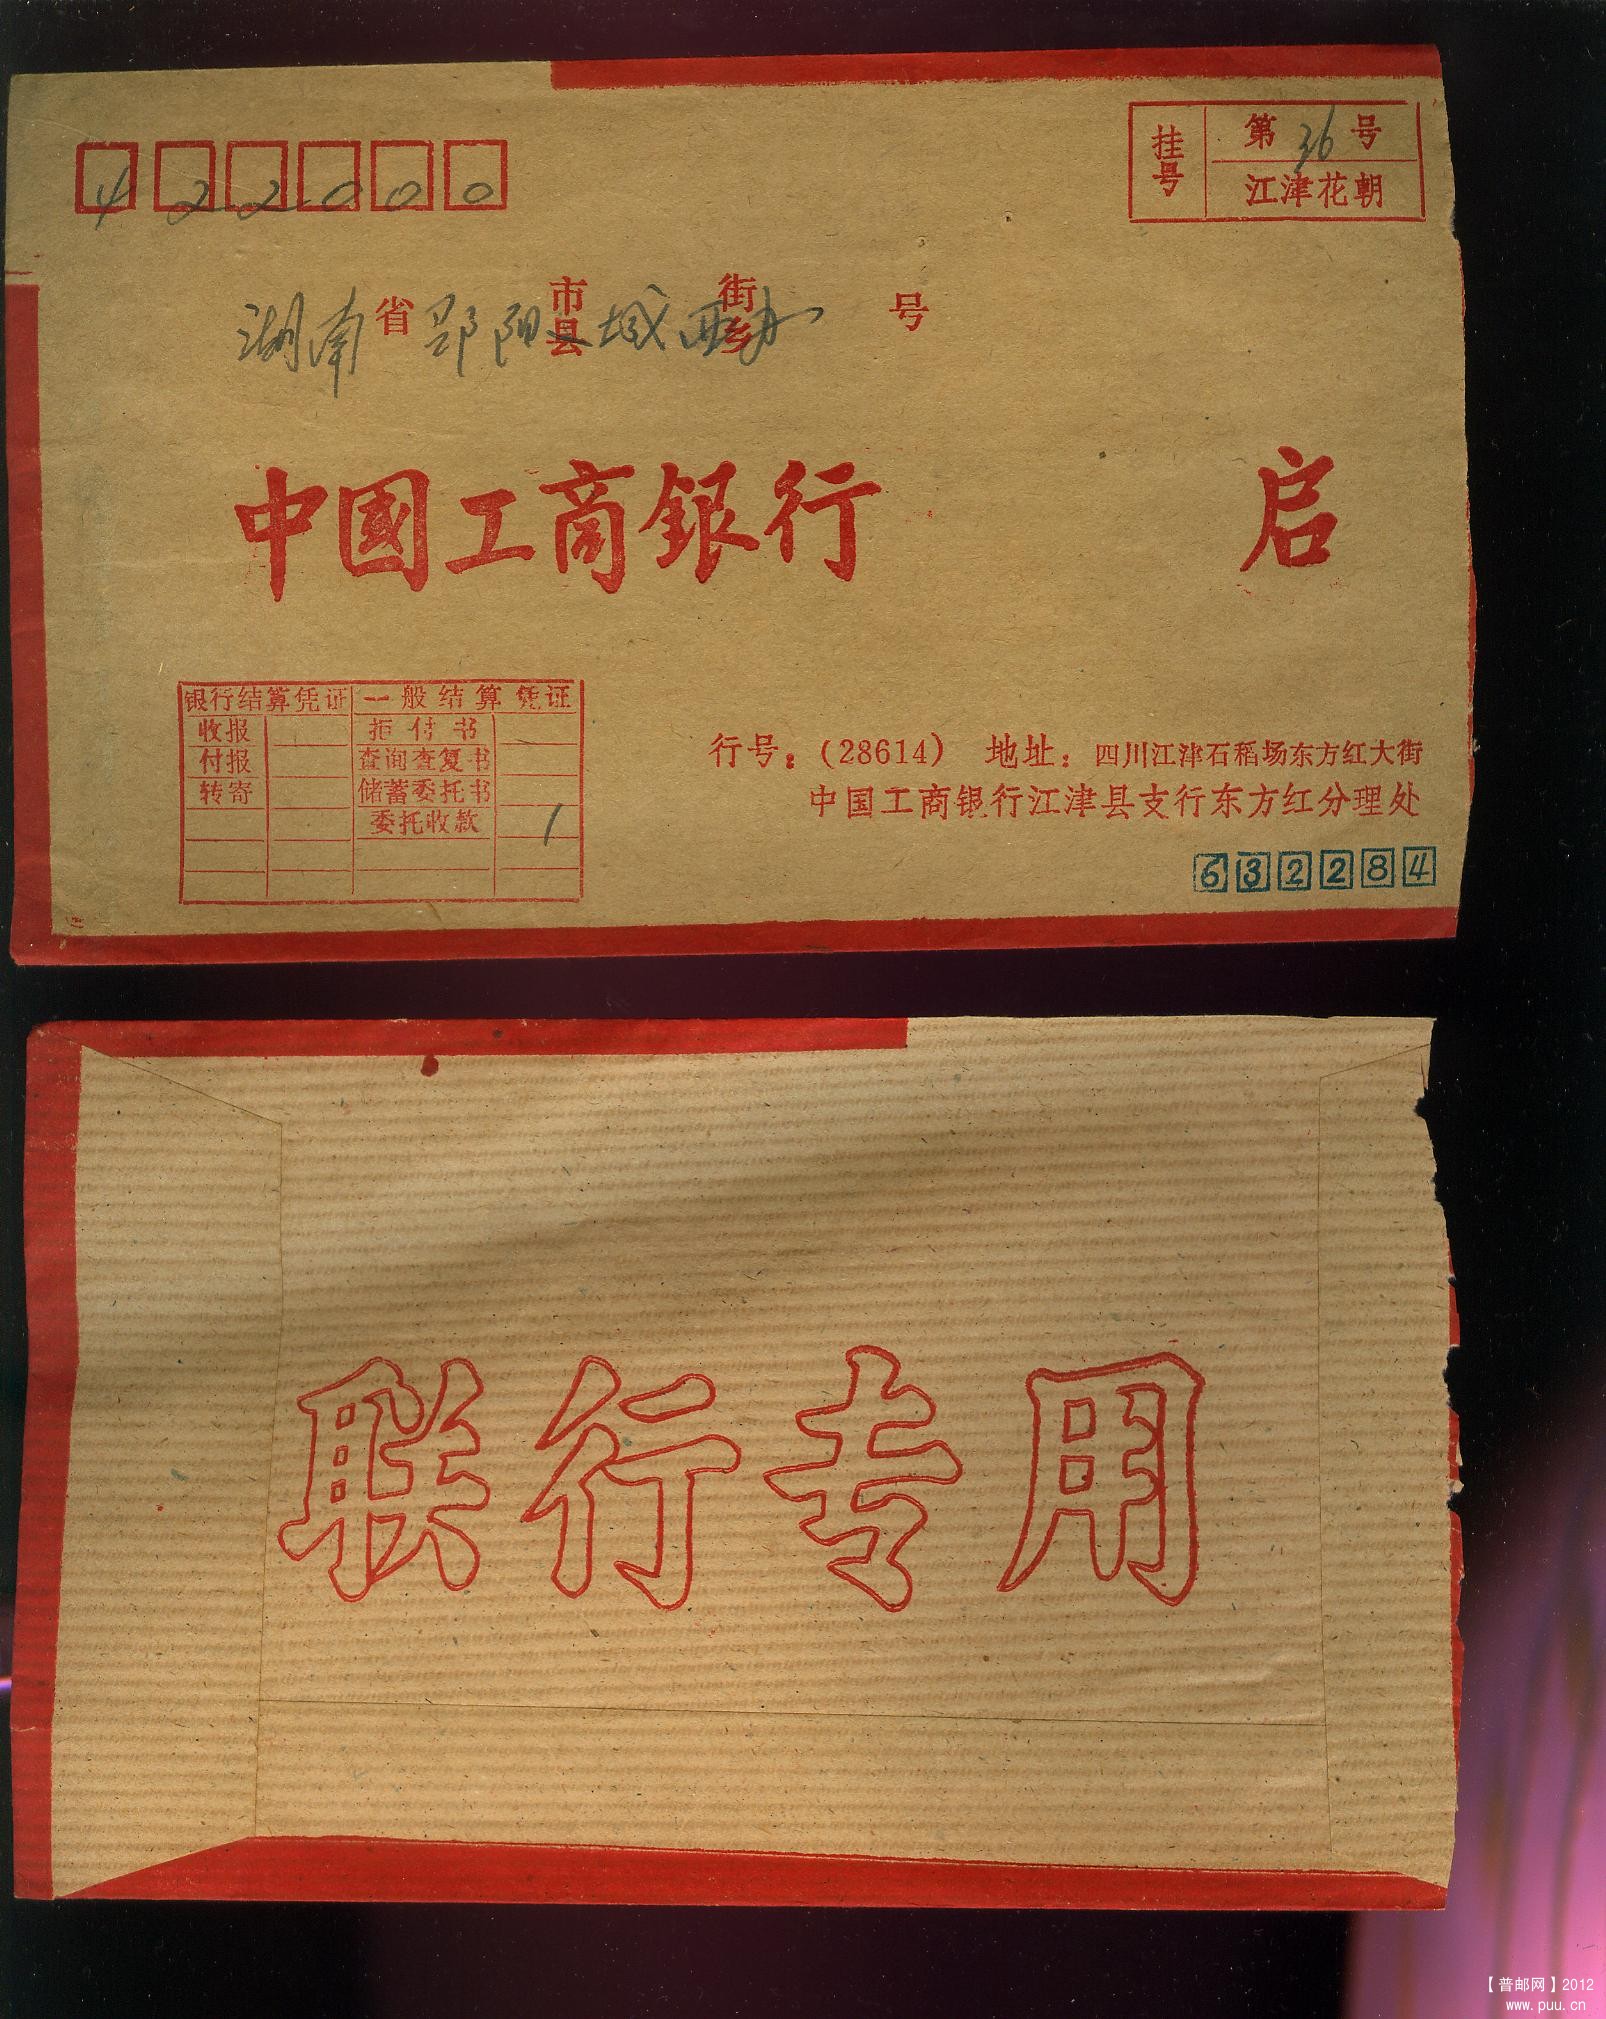 422000
挂号 第36号
江津花朝
湖南省邵阳市县城西办街乡 号
中国工商银行 启
银行结算凭证 一般结算凭证
收报 拒付书
付报 查询查复书
转寄 储蓄委托书
委托收款 1
行号：(28614) 地址：四川江津石稻场东方红大街
中国工商银行江津县支行东方红分理处
632284
联行专用
【普邮网】2012
www.puu.cn